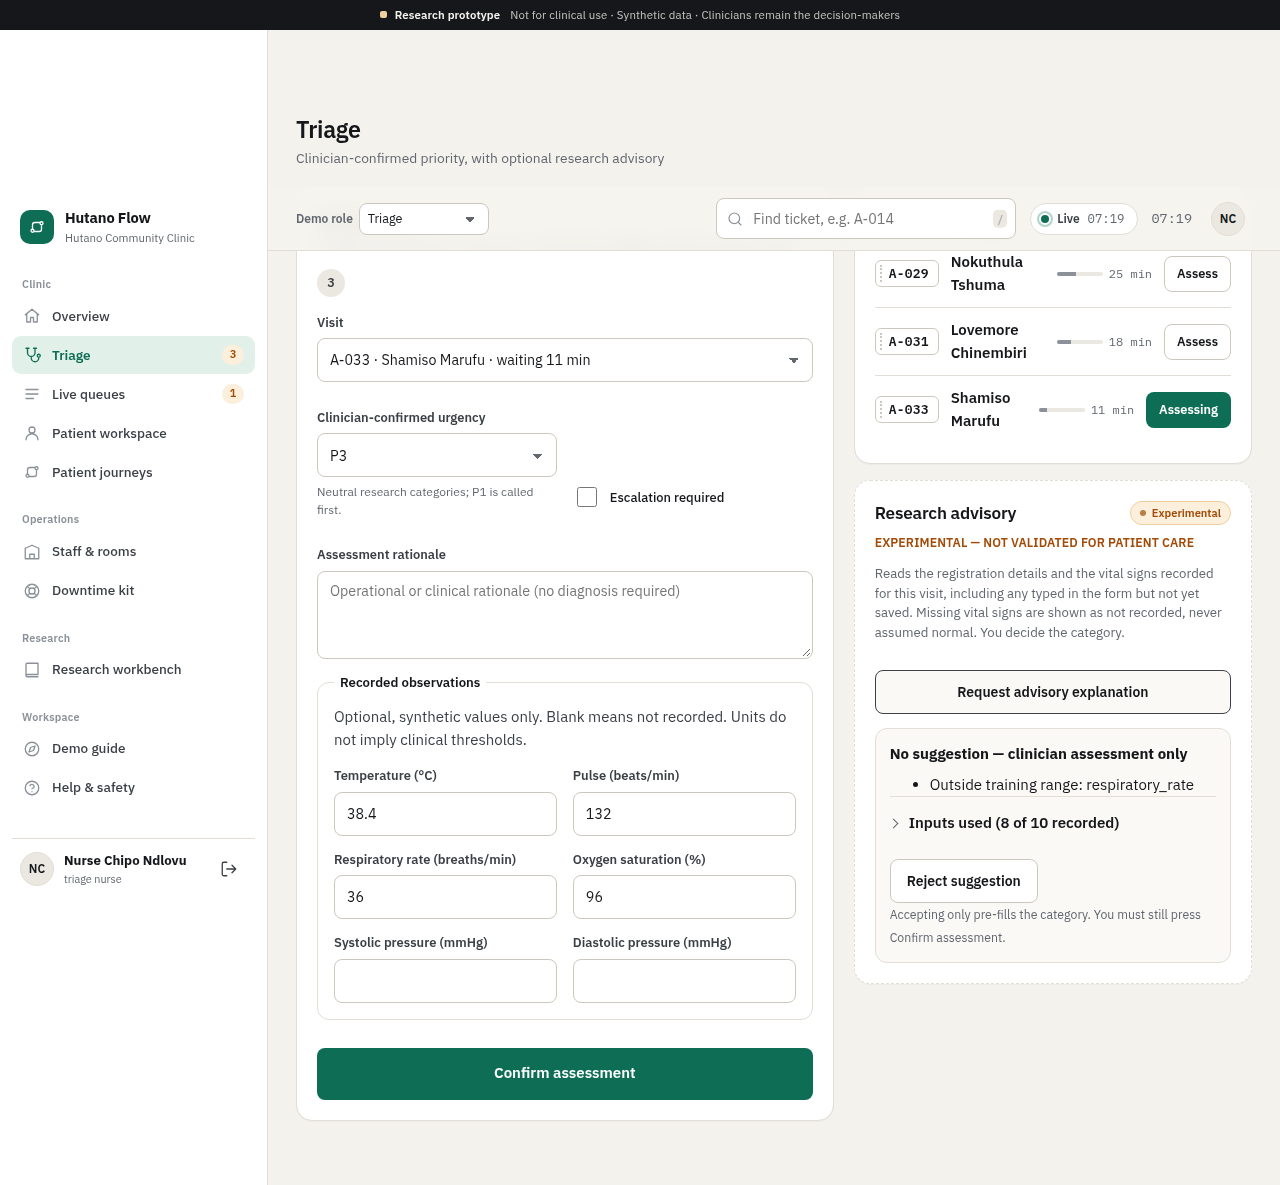 Research prototype Not for clinical use · Synthetic data · Clinicians remain the decision-makers
Triage
Clinician-confirmed priority, with optional research advisory
Hutano Flow
Hutano Community Clinic
Clinic
Overview
Triage 3
Live queues 1
Patient workspace
Patient journeys
Operations
Staff & rooms
Downtime kit
Research
Research workbench
Workspace
Demo guide
Help & safety
NC Nurse Chipo Ndlovu
triage nurse
Demo role Triage
Find ticket, e.g. A-014 /
Live 07:19 07:19 NC
3
Visit
A-033 · Shamiso Marufu · waiting 11 min
Clinician-confirmed urgency
P3
Neutral research categories; P1 is called
first.
Escalation required
Assessment rationale
Operational or clinical rationale (no diagnosis required)
Recorded observations
Optional, synthetic values only. Blank means not recorded. Units do
not imply clinical thresholds.
Temperature (°C) Pulse (beats/min)
38.4 132
Respiratory rate (breaths/min) Oxygen saturation (%)
36 96
Systolic pressure (mmHg) Diastolic pressure (mmHg)
Confirm assessment
A-029 Nokuthula
Tshuma 25 min Assess
A-031 Lovemore
Chinembiri 18 min Assess
A-033 Shamiso
Marufu 11 min Assessing
Research advisory Experimental
EXPERIMENTAL — NOT VALIDATED FOR PATIENT CARE
Reads the registration details and the vital signs recorded
for this visit, including any typed in the form but not yet
saved. Missing vital signs are shown as not recorded, never
assumed normal. You decide the category.
Request advisory explanation
No suggestion — clinician assessment only
• Outside training range: respiratory_rate
Inputs used (8 of 10 recorded)
Reject suggestion
Accepting only pre-fills the category. You must still press
Confirm assessment.